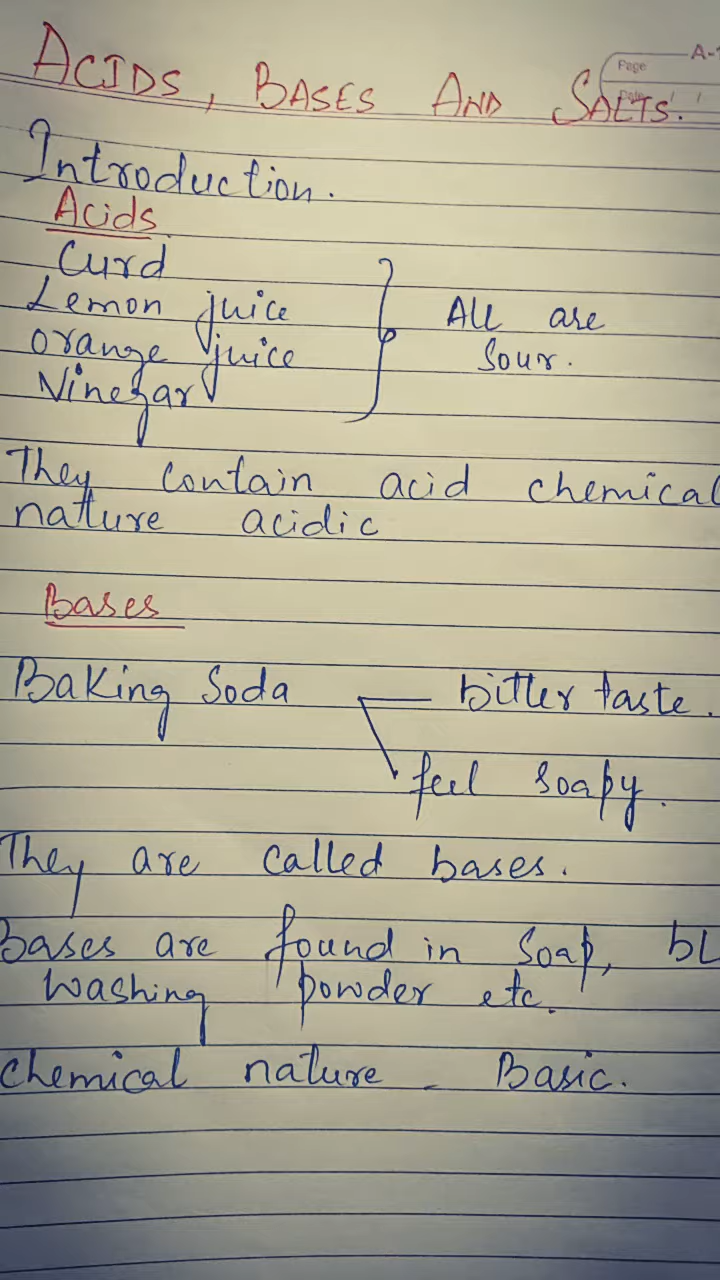 A-
Page
ACIDS, BASES AND SALTS.
Introduction.
Acids
Curd
Lemon juice
orange juice
Vinegar
All are
Sour.
They contain acid chemical
nature acidic
Bases
Baking Soda
bitter taste.
feel soapy.
They are called bases.
Bases are found in Soap,
washing powder etc.
chemical nature - Basic.